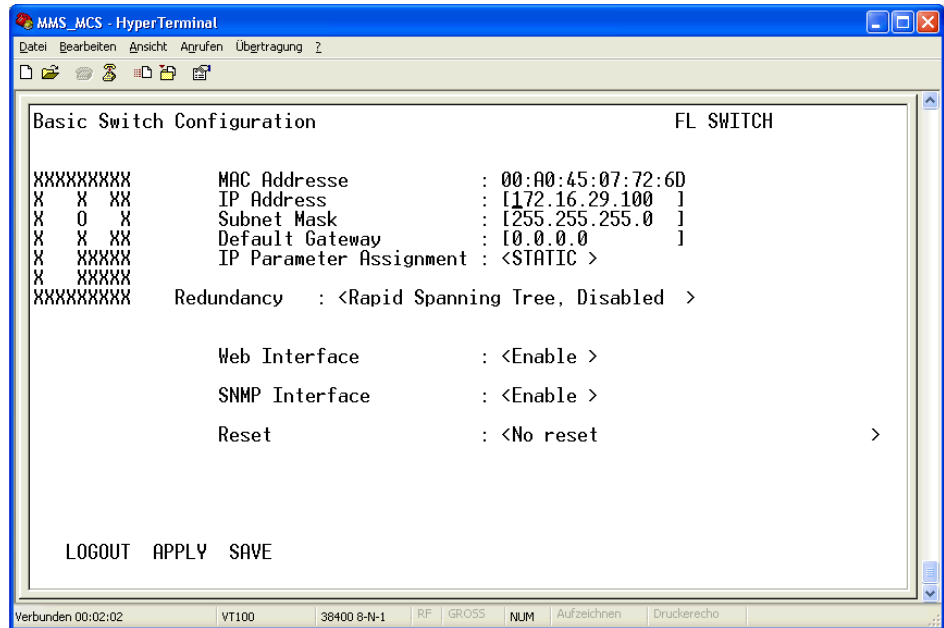 MMS_MCS - HyperTerminal
Datei Bearbeiten Ansicht Anrufen Übertragung ?
Basic Switch Configuration FL SWITCH
XXXXXXXXX MAC Addresse : 00:A0:45:07:72:6D
X X XX IP Address : [172.16.29.100 ]
X O X Subnet Mask : [255.255.255.0 ]
X X XX Default Gateway : [0.0.0.0 ]
X XXXXX IP Parameter Assignment : <STATIC >
X XXXXX
XXXXXXXXX Redundancy : <Rapid Spanning Tree, Disabled >
Web Interface : <Enable >
SNMP Interface : <Enable >
Reset : <No reset >
LOGOUT APPLY SAVE
Verbunden 00:02:02 VT100 38400 8-N-1 RF GROSS NUM Aufzeichnen Druckerecho